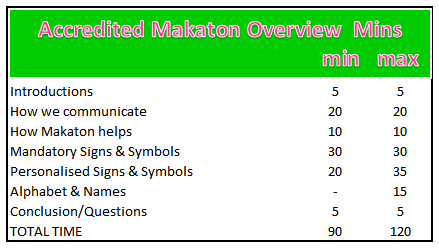 Accredited Makaton Overview Mins
min max
Introductions 5 5
How we communicate 20 20
How Makaton helps 10 10
Mandatory Signs & Symbols 30 30
Personalised Signs & Symbols 20 35
Alphabet & Names - 15
Conclusion/Questions 5 5
TOTAL TIME 90 120